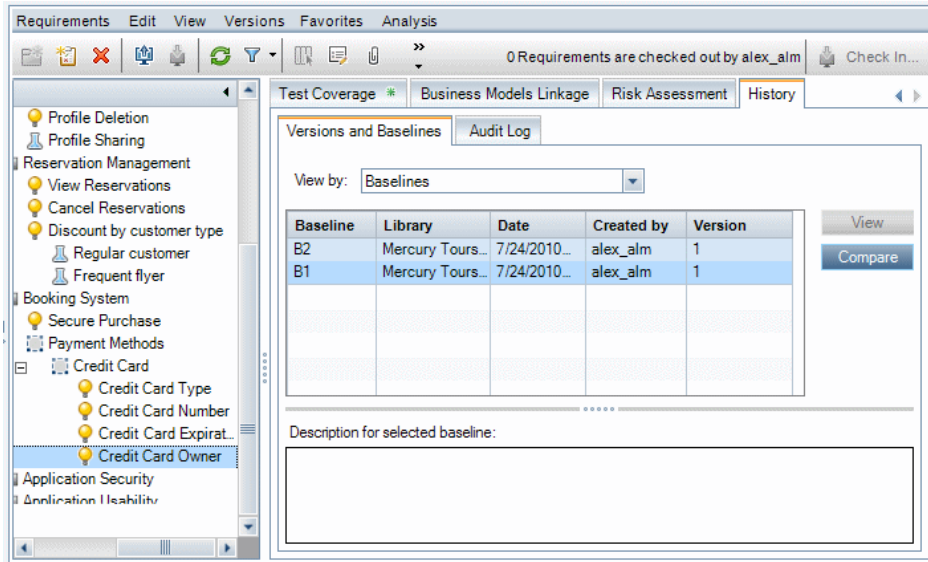 Requirements Edit View Versions Favorites Analysis
0 Requirements are checked out by alex_alm Check In...
Profile Deletion
Profile Sharing
Reservation Management
View Reservations
Cancel Reservations
Discount by customer type
Regular customer
Frequent flyer
Booking System
Secure Purchase
Payment Methods
Credit Card
Credit Card Type
Credit Card Number
Credit Card Expirat...
Credit Card Owner
Application Security
Application Usability
Test Coverage * Business Models Linkage Risk Assessment History
Versions and Baselines Audit Log
View by: Baselines
Baseline Library Date Created by Version
B2 Mercury Tours... 7/24/2010... alex_alm 1
B1 Mercury Tours... 7/24/2010... alex_alm 1
View
Compare
Description for selected baseline: